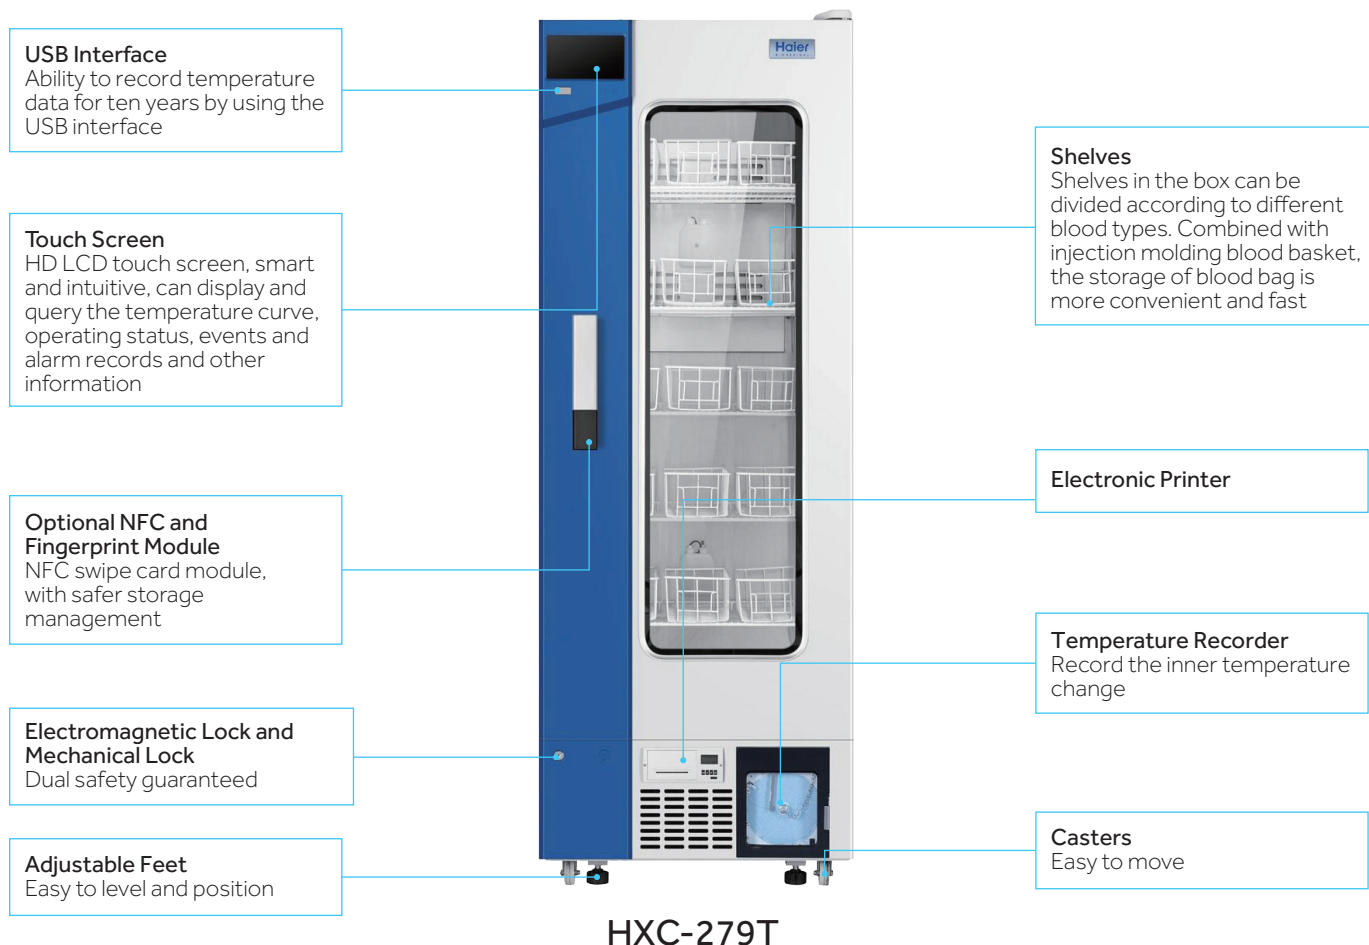 USB Interface
Ability to record temperature
data for ten years by using the
USB interface
Touch Screen
HD LCD touch screen, smart
and intuitive, can display and
query the temperature curve,
operating status, events and
alarm records and other
information
Optional NFC and
Fingerprint Module
NFC swipe card module,
with safer storage
management
Electromagnetic Lock and
Mechanical Lock
Dual safety guaranteed
Adjustable Feet
Easy to level and position
Haier
Shelves
Shelves in the box can be
divided according to different
blood types. Combined with
injection molding blood basket,
the storage of blood bag is
more convenient and fast
Electronic Printer
Temperature Recorder
Record the inner temperature
change
Casters
Easy to move
HXC-279T